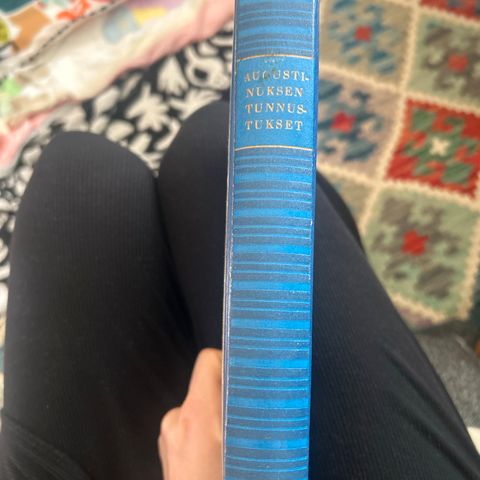 AUGUSTI-
NUKSEN
TUNNUS-
TUKSET